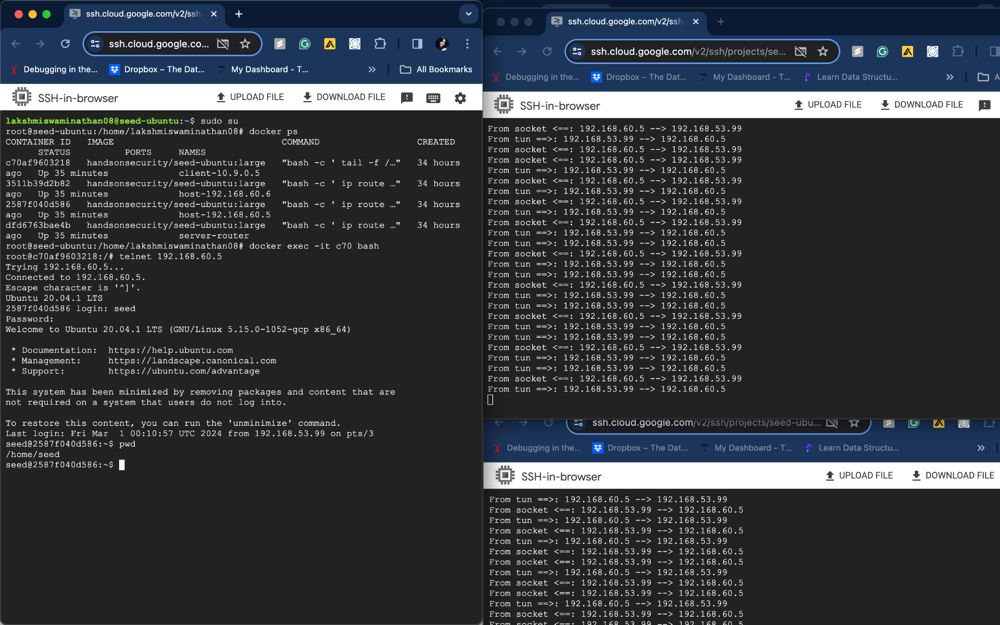 ssh.cloud.google.com/v2/ssh
ssh.cloud.google.co...
Debugging in the...
Dropbox – The Dat...
My Dashboard - T...
All Bookmarks
SSH-in-browser
UPLOAD FILE
DOWNLOAD FILE
lakshmiswaminathan08@seed-ubuntu:~$ sudo su
root@seed-ubuntu:/home/lakshmiswaminathan08# docker ps
CONTAINER ID   IMAGE                               COMMAND                  CREATED
      STATUS          PORTS     NAMES
c70af9603218   handsonsecurity/seed-ubuntu:large   "bash -c ' tail -f /…"   34 hours
ago   Up 35 minutes             client-10.9.0.5
3511b39d2b82   handsonsecurity/seed-ubuntu:large   "bash -c ' ip route …"   34 hours
ago   Up 35 minutes             host-192.168.60.6
2587f040d586   handsonsecurity/seed-ubuntu:large   "bash -c ' ip route …"   34 hours
ago   Up 35 minutes             host-192.168.60.5
dfd6763bae4b   handsonsecurity/seed-ubuntu:large   "bash -c ' ip route …"   34 hours
ago   Up 35 minutes             server-router
root@seed-ubuntu:/home/lakshmiswaminathan08# docker exec -it c70 bash
root@c70af9603218:/# telnet 192.168.60.5
Trying 192.168.60.5...
Connected to 192.168.60.5.
Escape character is '^]'.
Ubuntu 20.04.1 LTS
2587f040d586 login: seed
Password:
Welcome to Ubuntu 20.04.1 LTS (GNU/Linux 5.15.0-1052-gcp x86_64)
 * Documentation:  https://help.ubuntu.com
 * Management:     https://landscape.canonical.com
 * Support:        https://ubuntu.com/advantage
This system has been minimized by removing packages and content that are
not required on a system that users do not log into.
To restore this content, you can run the 'unminimize' command.
Last login: Fri Mar  1 00:10:57 UTC 2024 from 192.168.53.99 on pts/3
seed@2587f040d586:~$ pwd
/home/seed
seed@2587f040d586:~$
ssh.cloud.google.com/v2/ssh
ssh.cloud.google.com/v2/ssh/projects/se...
Debugging in the...
Dropbox – The Dat...
My Dashboard - T...
Learn Data Structu...
A
SSH-in-browser
UPLOAD FILE
DOWNLOAD FILE
From socket <==: 192.168.60.5 --> 192.168.53.99
From tun ==>: 192.168.53.99 --> 192.168.60.5
From socket <==: 192.168.60.5 --> 192.168.53.99
From socket <==: 192.168.60.5 --> 192.168.53.99
From tun ==>: 192.168.53.99 --> 192.168.60.5
From socket <==: 192.168.60.5 --> 192.168.53.99
From tun ==>: 192.168.53.99 --> 192.168.60.5
From socket <==: 192.168.60.5 --> 192.168.53.99
From tun ==>: 192.168.53.99 --> 192.168.60.5
From socket <==: 192.168.60.5 --> 192.168.53.99
From tun ==>: 192.168.53.99 --> 192.168.60.5
From tun ==>: 192.168.53.99 --> 192.168.60.5
From socket <==: 192.168.60.5 --> 192.168.53.99
From tun ==>: 192.168.53.99 --> 192.168.60.5
From tun ==>: 192.168.53.99 --> 192.168.60.5
From socket <==: 192.168.60.5 --> 192.168.53.99
From tun ==>: 192.168.53.99 --> 192.168.60.5
From tun ==>: 192.168.53.99 --> 192.168.60.5
From socket <==: 192.168.60.5 --> 192.168.53.99
From tun ==>: 192.168.53.99 --> 192.168.60.5
From tun ==>: 192.168.53.99 --> 192.168.60.5
From socket <==: 192.168.60.5 --> 192.168.53.99
From tun ==>: 192.168.53.99 --> 192.168.60.5
From tun ==>: 192.168.53.99 --> 192.168.60.5
From socket <==: 192.168.60.5 --> 192.168.53.99
From tun ==>: 192.168.53.99 --> 192.168.60.5
ssh.cloud.google.com/v2/ssh/projects/seed-ubu...
Debugging in the...
Dropbox – The Dat...
My Dashboard - T...
Learn Data Structu...
SSH-in-browser
UPLOAD FILE
DOWNLOAD FILE
From tun ==>: 192.168.60.5 --> 192.168.53.99
From socket <==: 192.168.53.99 --> 192.168.60.5
From tun ==>: 192.168.60.5 --> 192.168.53.99
From socket <==: 192.168.53.99 --> 192.168.60.5
From tun ==>: 192.168.60.5 --> 192.168.53.99
From socket <==: 192.168.53.99 --> 192.168.60.5
From socket <==: 192.168.53.99 --> 192.168.60.5
From tun ==>: 192.168.60.5 --> 192.168.53.99
From socket <==: 192.168.53.99 --> 192.168.60.5
From socket <==: 192.168.53.99 --> 192.168.60.5
From tun ==>: 192.168.60.5 --> 192.168.53.99
From socket <==: 192.168.53.99 --> 192.168.60.5
From socket <==: 192.168.53.99 --> 192.168.60.5